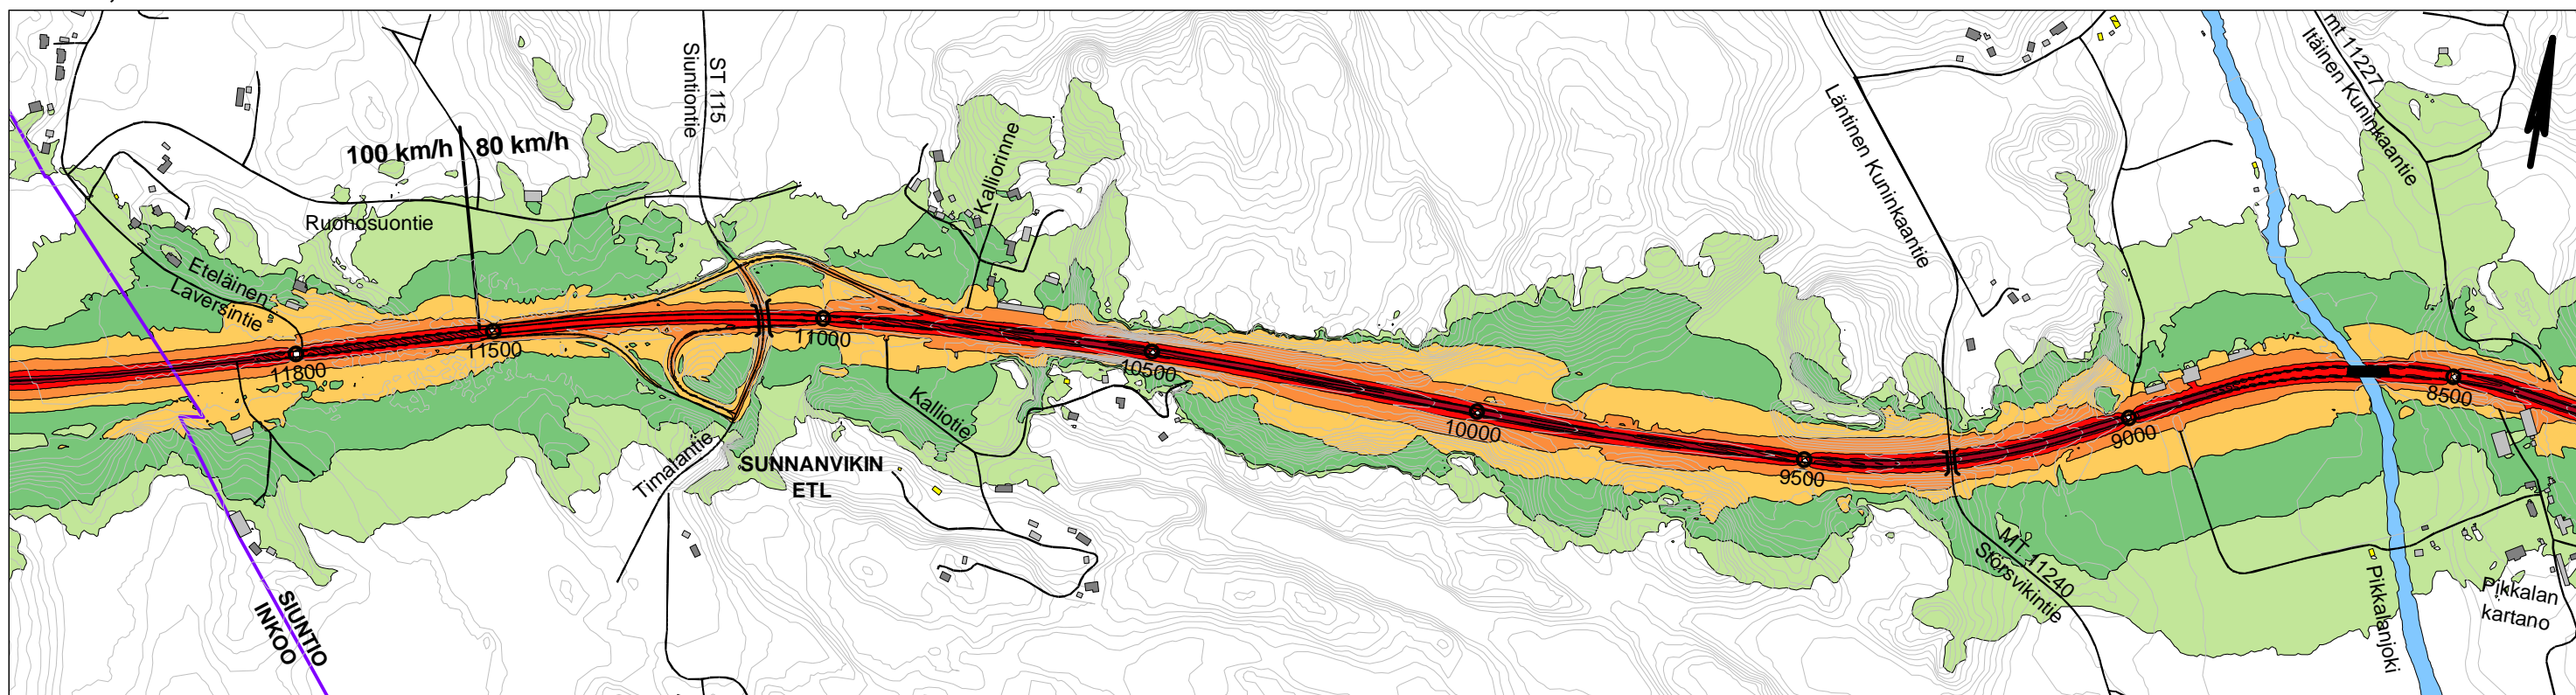 mt 11227
Itäinen Kuninkaantie
ST 115
Siuntiontie
Läntinen Kuninkaantie
100 km/h
80 km/h
Kalliorinne
Ruohosuontie
Eteläinen
Laversintie
11800
11500
11000
10500
10000
9500
9000
8500
Kalliotie
Timalantie
SUNNANVIKIN
ETL
MT 11240
Störsvikintie
Pikkalanjoki
Pikkalan
kartano
SIUNTIO
INKOO